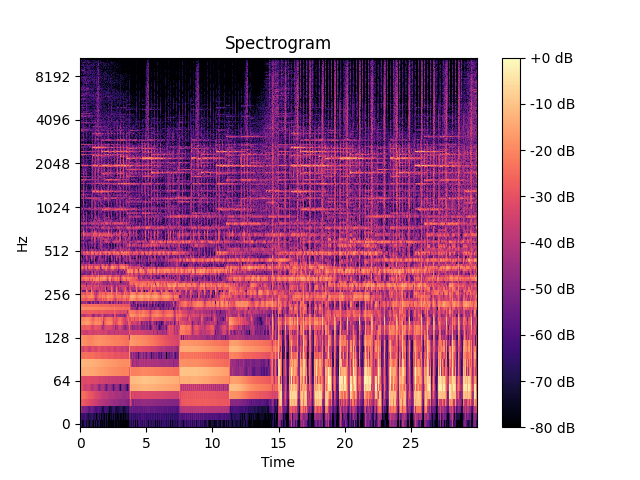 Spectrogram
8192
4096
2048
1024
512
256
128
64
0
Hz
0 5 10 15 20 25
Time
+0 dB
-10 dB
-20 dB
-30 dB
-40 dB
-50 dB
-60 dB
-70 dB
-80 dB